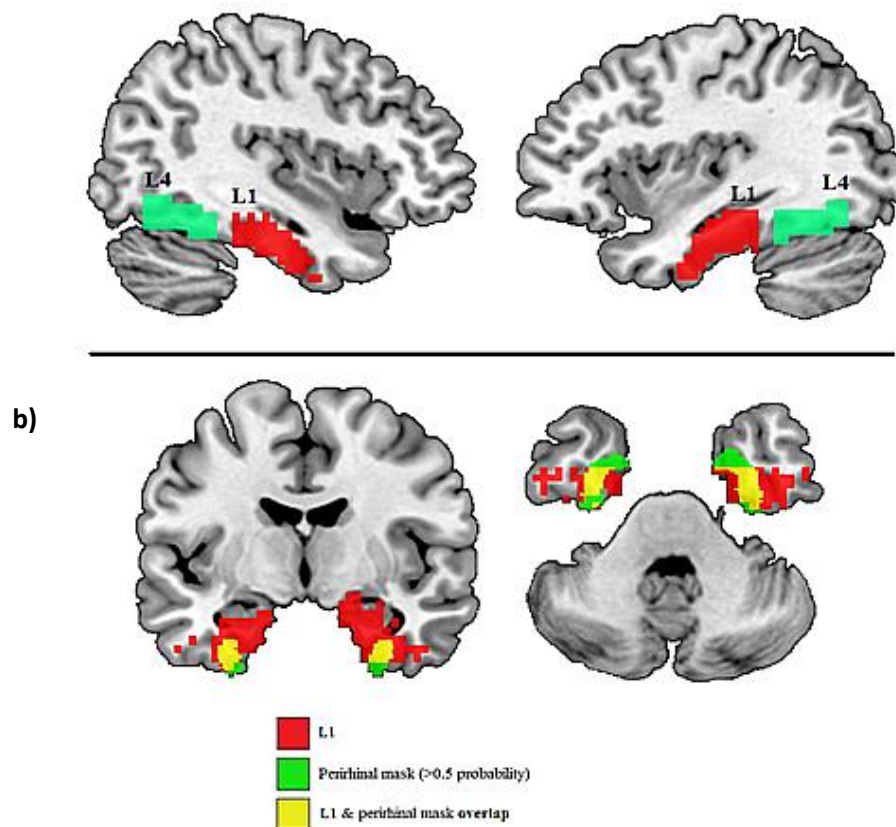 L4 L1 L1 L4
b)
L1
Perirhinal mask (>0.5 probability)
L1 & perirhinal mask overlap